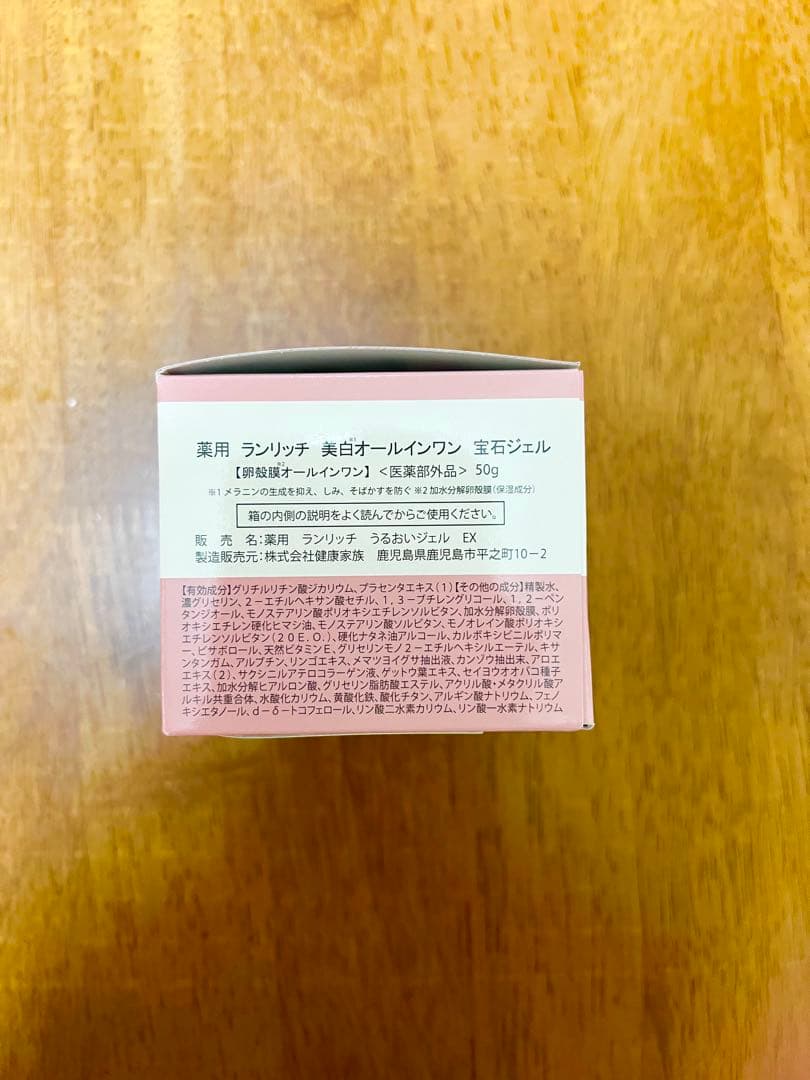 薬用 ランリッチ 美白※1オールインワン 宝石ジェル
【卵殻膜※2オールインワン】＜医薬部外品＞ 50g
※1 メラニンの生成を抑え、しみ、そばかすを防ぐ ※2 加水分解卵殻膜(保湿成分)
箱の内側の説明をよく読んでからご使用ください。
販 売 名：薬用 ランリッチ うるおいジェル EX
製造販売元：株式会社健康家族 鹿児島県鹿児島市平之町10－2
【有効成分】グリチルリチン酸ジカリウム、プラセンタエキス（1）【その他の成分】精製水、
濃グリセリン、2－エチルヘキサン酸セチル、1，3－ブチレングリコール、1，2－ペン
タンジオール、モノステアリン酸ポリオキシエチレンソルビタン、加水分解卵殻膜、ポリ
オキシエチレン硬化ヒマシ油、モノステアリン酸ソルビタン、モノオレイン酸ポリオキシ
エチレンソルビタン（20E.O.）、硬化ナタネ油アルコール、カルボキシビニルポリマ
ー、ビサボロール、天然ビタミンE、グリセリンモノ2－エチルヘキシルエーテル、キサ
ンタンガム、アルブチン、リンゴエキス、メマツヨイグサ抽出液、カンゾウ抽出末、アロエ
エキス（2）、サクシニルアテロコラーゲン液、ゲットウ葉エキス、セイヨウオオバコ種子
エキス、加水分解ヒアルロン酸、グリセリン脂肪酸エステル、アクリル酸・メタクリル酸ア
ルキル共重合体、水酸化カリウム、黄酸化鉄、酸化チタン、アルギン酸ナトリウム、フェノ
キシエタノール、d－δ－トコフェロール、リン酸二水素カリウム、リン酸一水素ナトリウム